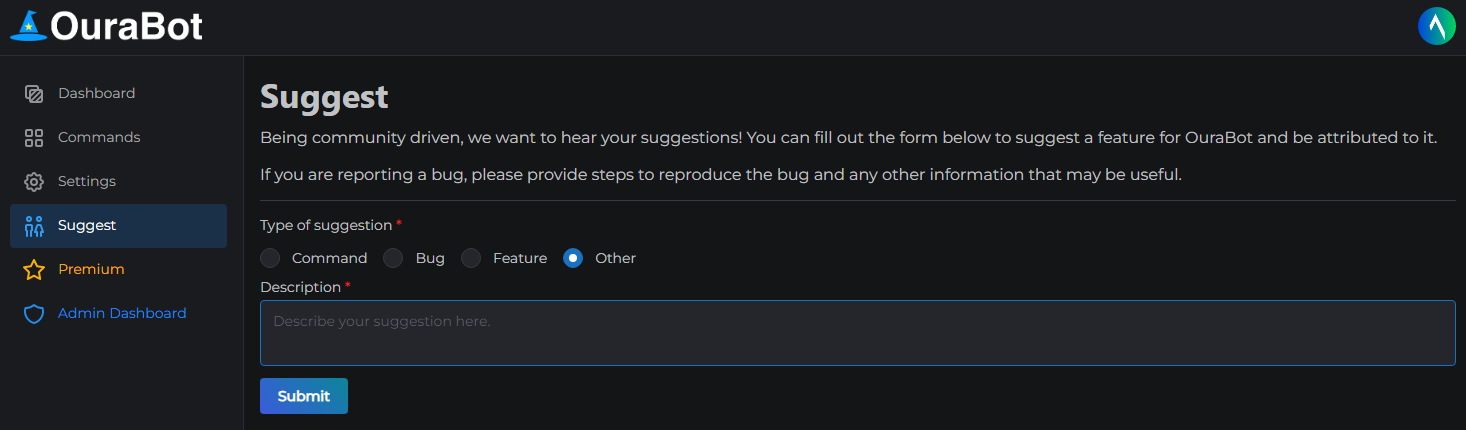 OuraBot
Dashboard
Commands
Settings
Suggest
Premium
Admin Dashboard
Suggest
Being community driven, we want to hear your suggestions! You can fill out the form below to suggest a feature for OuraBot and be attributed to it.
If you are reporting a bug, please provide steps to reproduce the bug and any other information that may be useful.
Type of suggestion *
Command Bug Feature Other
Description *
Describe your suggestion here.
Submit